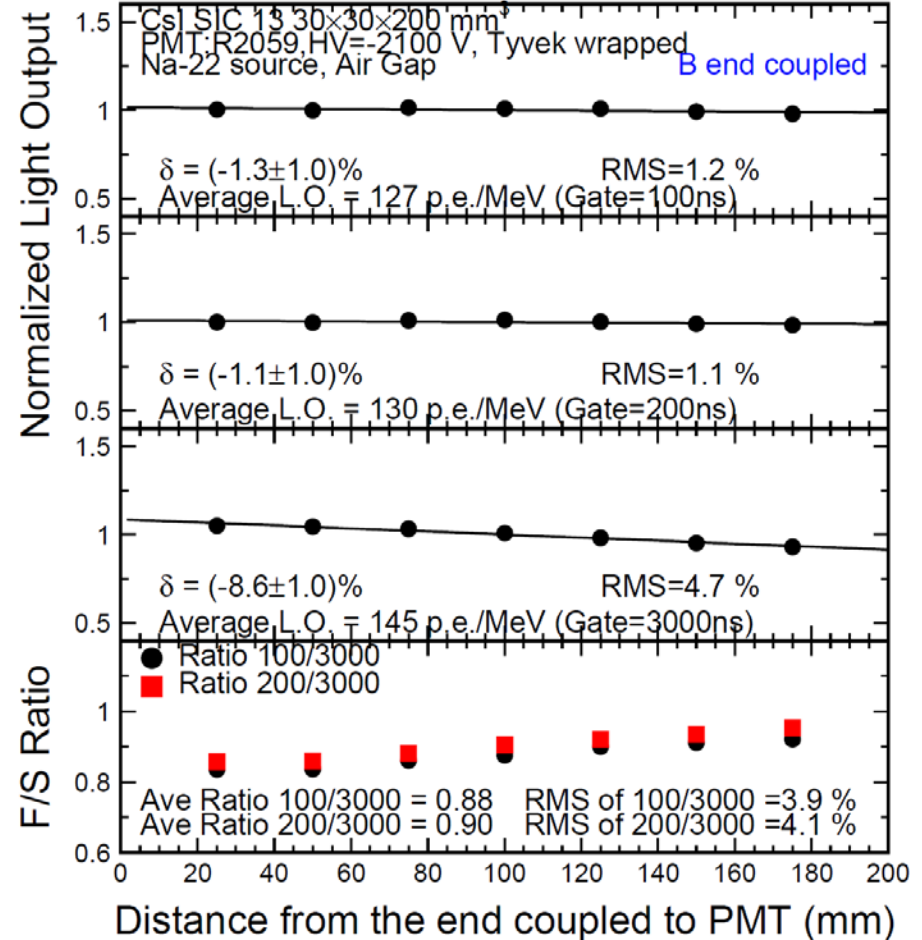 CsI SIC 13 30×30×200 mm³
PMT:R2059,HV=-2100 V, Tyvek wrapped
Na-22 source, Air Gap
B end coupled
1.5
1
0.5
δ = (-1.3±1.0)%
RMS=1.2 %
Average L.O. = 127 p.e./MeV (Gate=100ns)
Normalized Light Output
1.5
1
0.5
δ = (-1.1±1.0)%
RMS=1.1 %
Average L.O. = 130 p.e./MeV (Gate=200ns)
1.5
1
0.5
δ = (-8.6±1.0)%
RMS=4.7 %
Average L.O. = 145 p.e./MeV (Gate=3000ns)
F/S Ratio
Ratio 100/3000
Ratio 200/3000
1
0.8
0.6
Ave Ratio 100/3000 = 0.88 RMS of 100/3000 =3.9 %
Ave Ratio 200/3000 = 0.90 RMS of 200/3000 =4.1 %
0 20 40 60 80 100 120 140 160 180 200
Distance from the end coupled to PMT (mm)